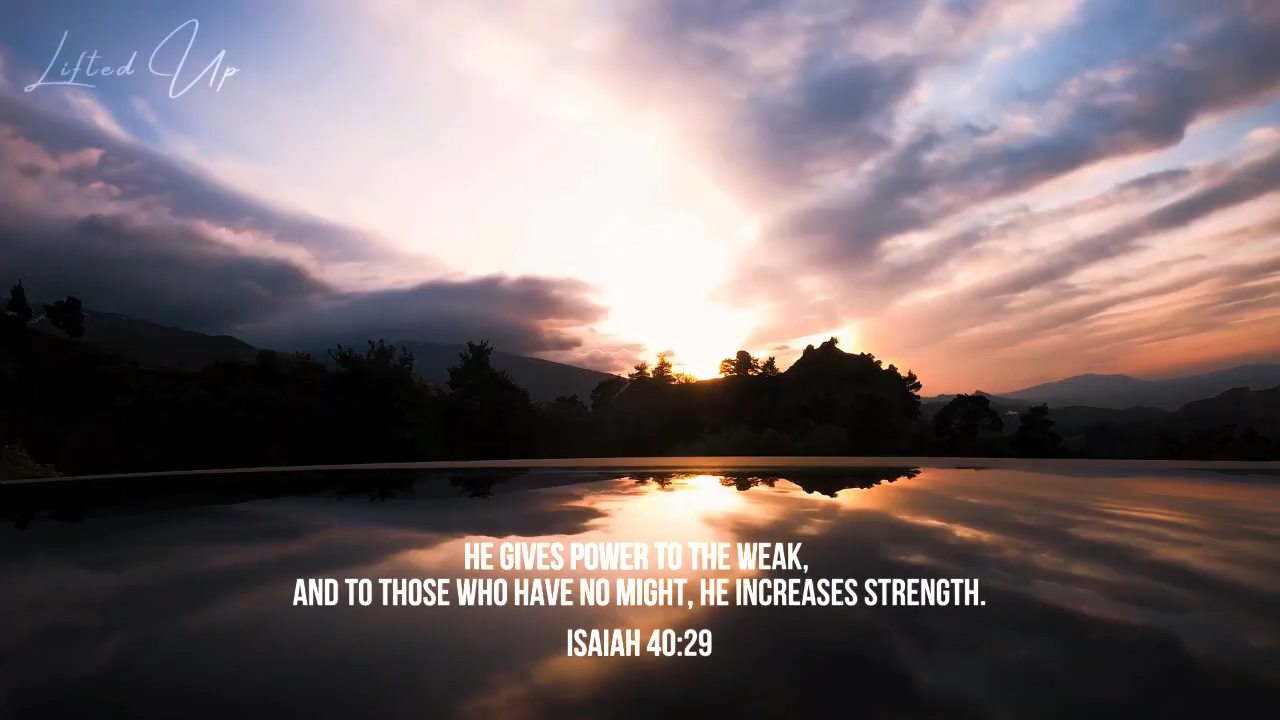 Lifted Up
HE GIVES POWER TO THE WEAK,
AND TO THOSE WHO HAVE NO MIGHT, HE INCREASES STRENGTH.
ISAIAH 40:29